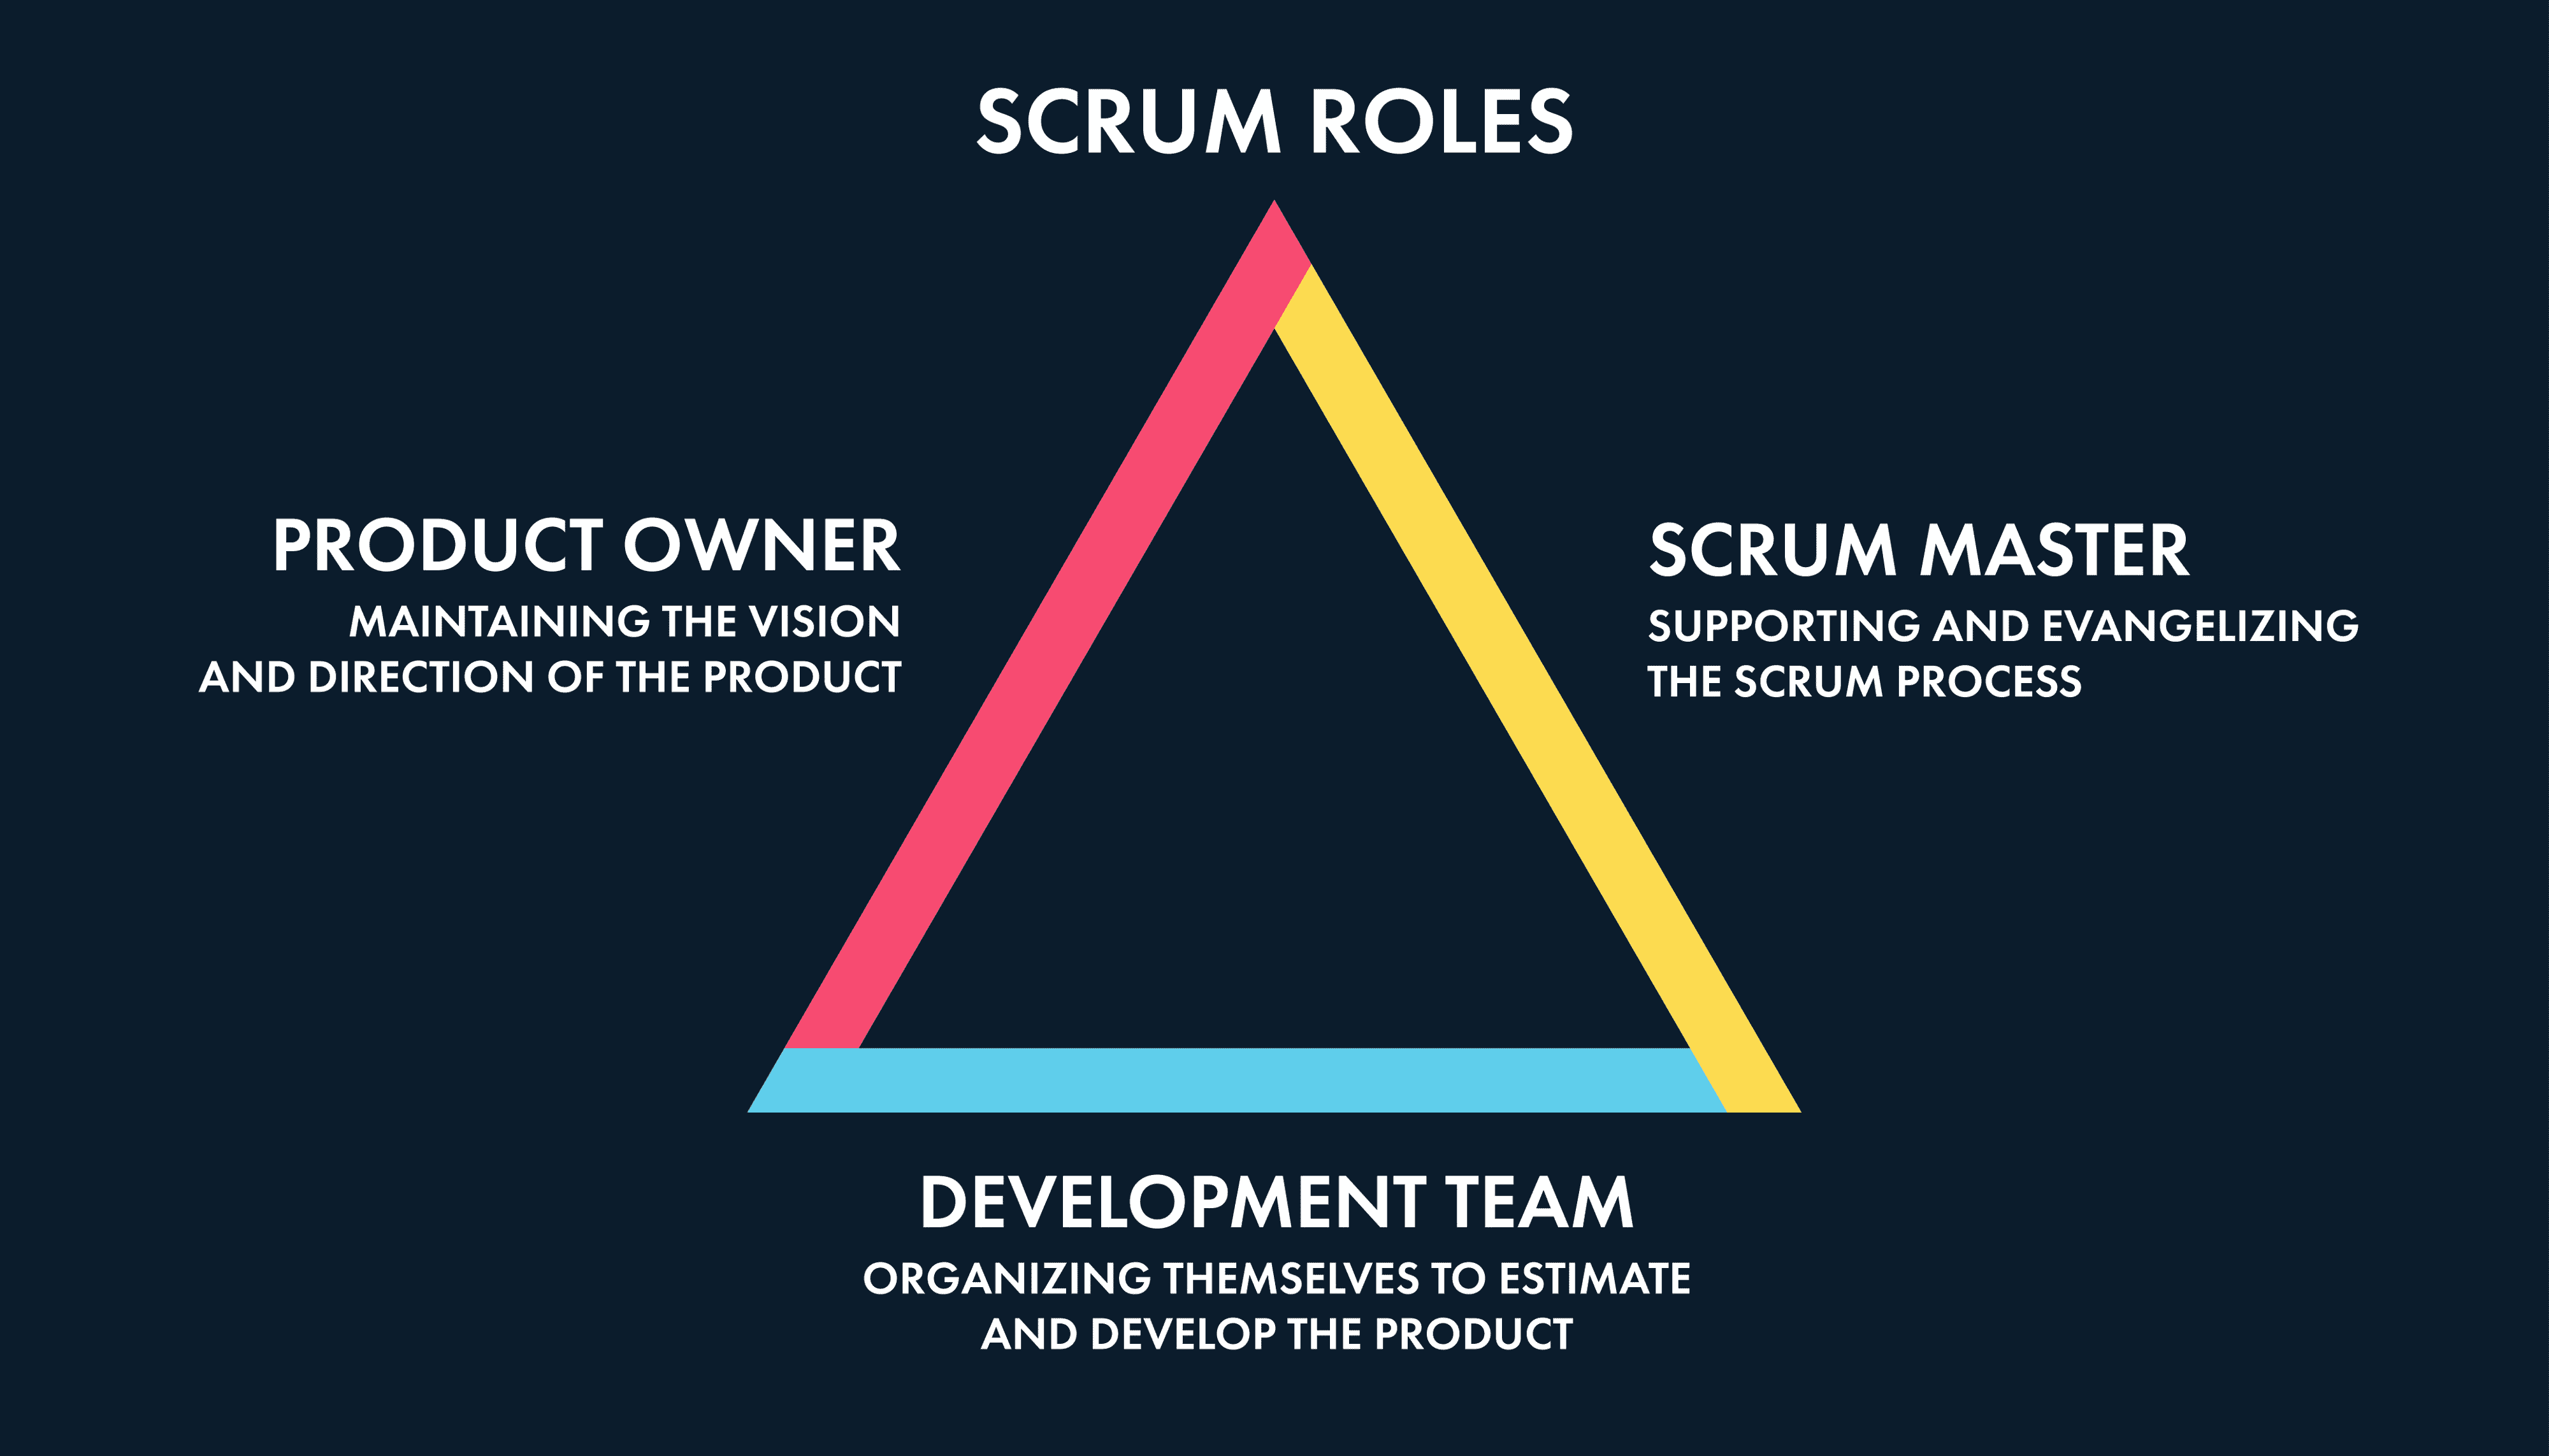 SCRUM ROLES
PRODUCT OWNER
MAINTAINING THE VISION
AND DIRECTION OF THE PRODUCT
SCRUM MASTER
SUPPORTING AND EVANGELIZING
THE SCRUM PROCESS
DEVELOPMENT TEAM
ORGANIZING THEMSELVES TO ESTIMATE
AND DEVELOP THE PRODUCT